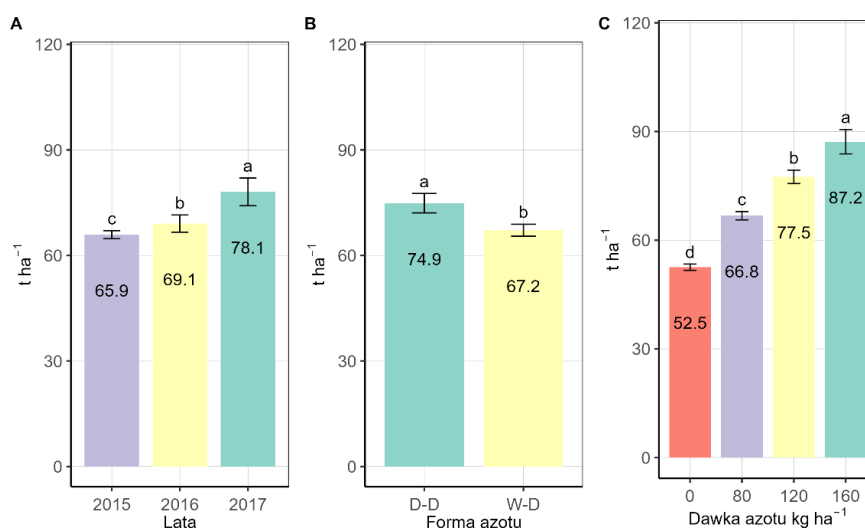 A
t ha⁻¹
120
90
60
30
0
c
b
a
65.9
69.1
78.1
2015 2016 2017
Lata
B
t ha⁻¹
120
90
60
30
0
a
b
74.9
67.2
D-D W-D
Forma azotu
C
t ha⁻¹
120
90
60
30
0
d
c
b
a
52.5
66.8
77.5
87.2
0 80 120 160
Dawka azotu kg ha⁻¹